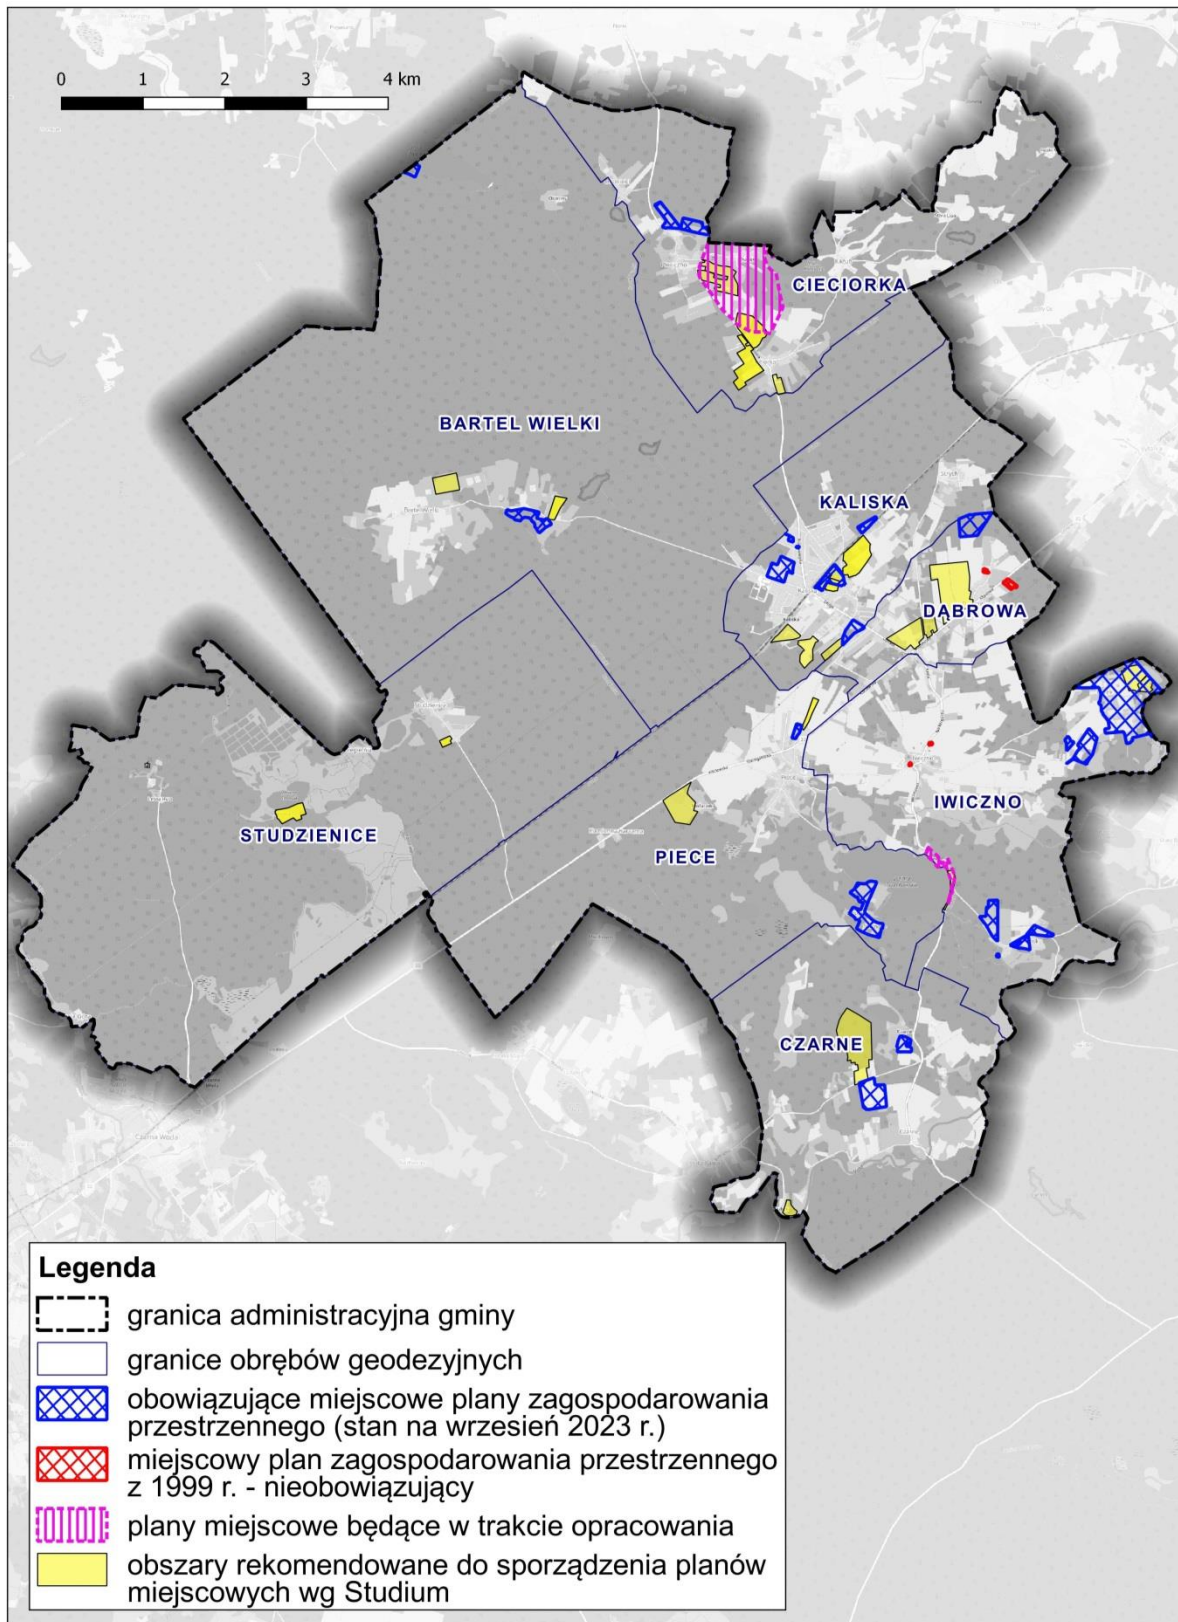 0 1 2 3 4 km
CIECIORKA
BARTEL WIELKI
KALISKA
DĄBROWA
IWICZNO
STUDZIENICE
PIECE
CZARNE
Legenda
granica administracyjna gminy
granice obrębów geodezyjnych
obowiązujące miejscowe plany zagospodarowania
przestrzennego (stan na wrzesień 2023 r.)
miejscowy plan zagospodarowania przestrzennego
z 1999 r. - nieobowiązujący
plany miejscowe będące w trakcie opracowania
obszary rekomendowane do sporządzenia planów
miejscowych wg Studium